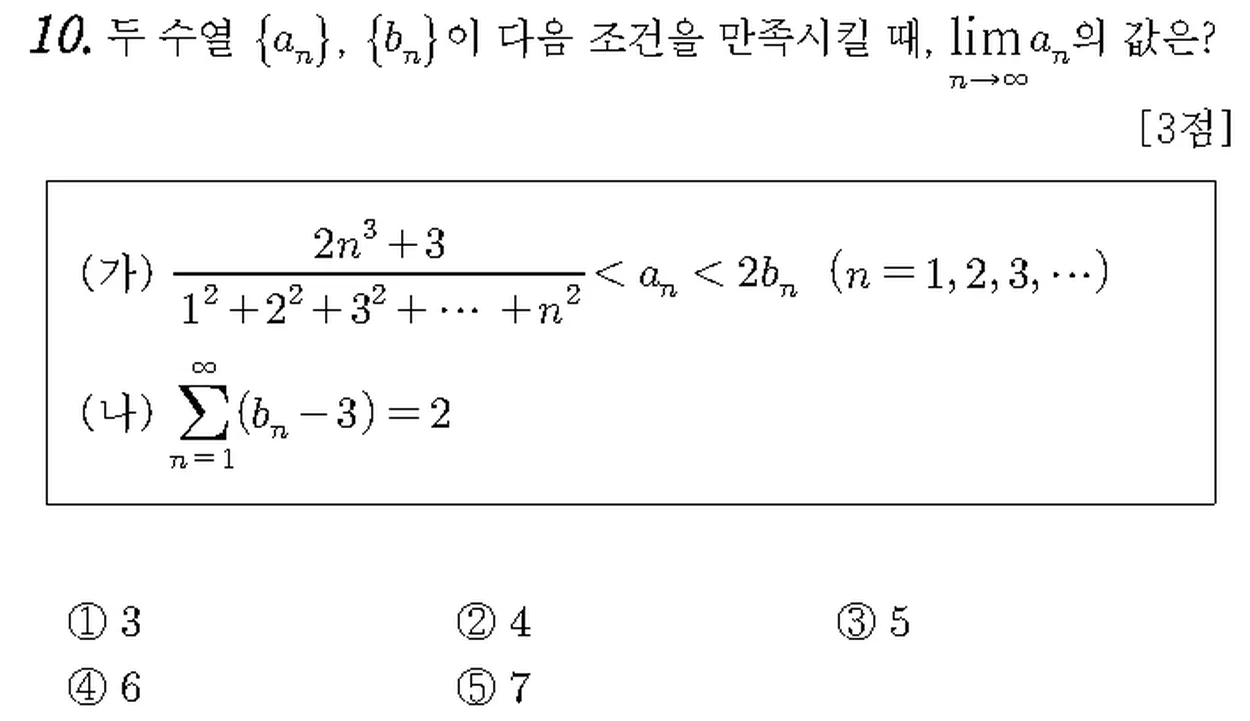 10. 두 수열 {aₙ}, {bₙ}이 다음 조건을 만족시킬 때, lim_{n→∞} aₙ의 값은?
[3점]
(가) (2n³+3)/(1²+2²+3²+⋯+n²) < aₙ < 2bₙ (n=1, 2, 3, ⋯)
(나) ∑_{n=1}^{∞} (bₙ−3)=2
① 3 ② 4 ③ 5
④ 6 ⑤ 7